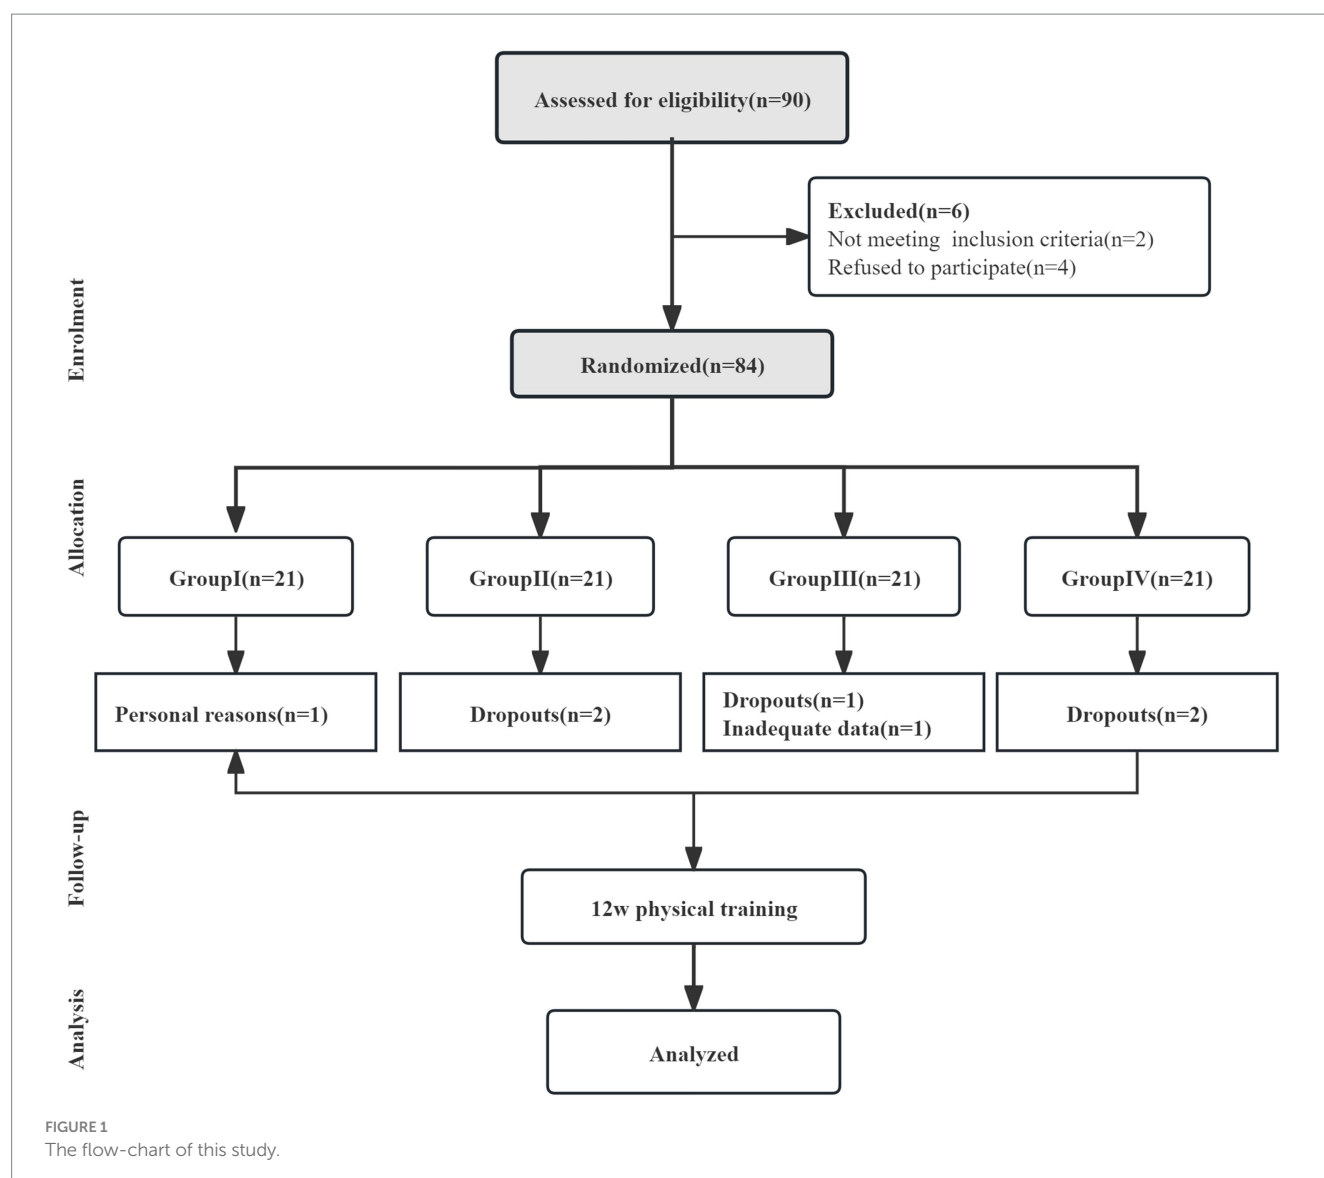 Assessed for eligibility(n=90)
Excluded(n=6)
Not meeting  inclusion criteria(n=2)
Refused to participate(n=4)
Enrolment
Randomized(n=84)
Allocation
GroupI(n=21)
GroupII(n=21)
GroupIII(n=21)
GroupIV(n=21)
Personal reasons(n=1)
Dropouts(n=2)
Dropouts(n=1)
Inadequate data(n=1)
Dropouts(n=2)
Follow-up
12w physical training
Analysis
Analyzed
FIGURE 1
The flow-chart of this study.